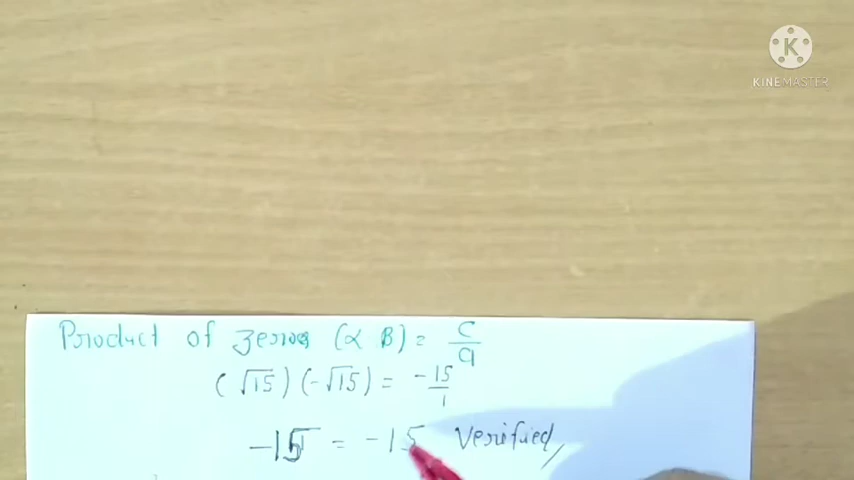 KINEMASTER
Product of zeroes (α β) = c/a
(√15) (-√15) = -15/1
-15 = -15 Verified